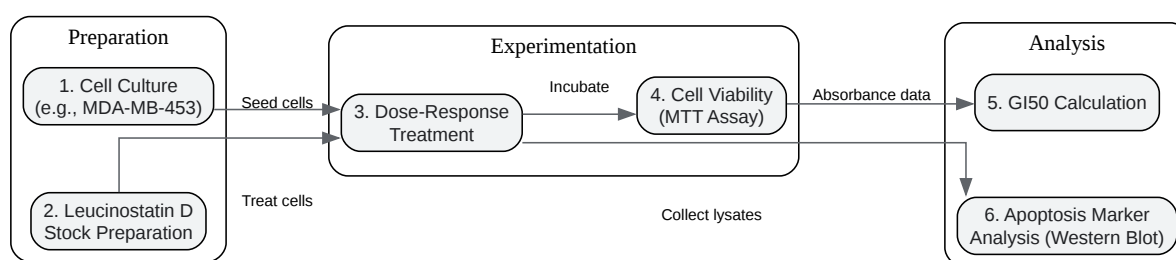 Preparation
1. Cell Culture
(e.g., MDA-MB-453)
2. Leucinostatin D
Stock Preparation
Seed cells
Treat cells
Experimentation
3. Dose-Response
Treatment
Incubate
4. Cell Viability
(MTT Assay)
Absorbance data
Collect lysates
Analysis
5. GI50 Calculation
6. Apoptosis Marker
Analysis (Western Blot)